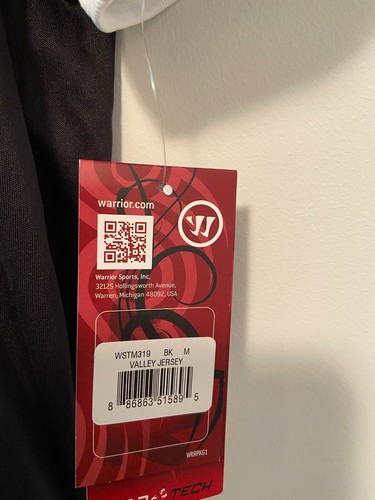 warrior.com
Warrior Sports, Inc.
32125 Hollingsworth Avenue,
Warren, Michigan 48092, USA
WSTM319 BK M
VALLEY JERSEY
8 86863 51589 5
WRRPKG1
TECH